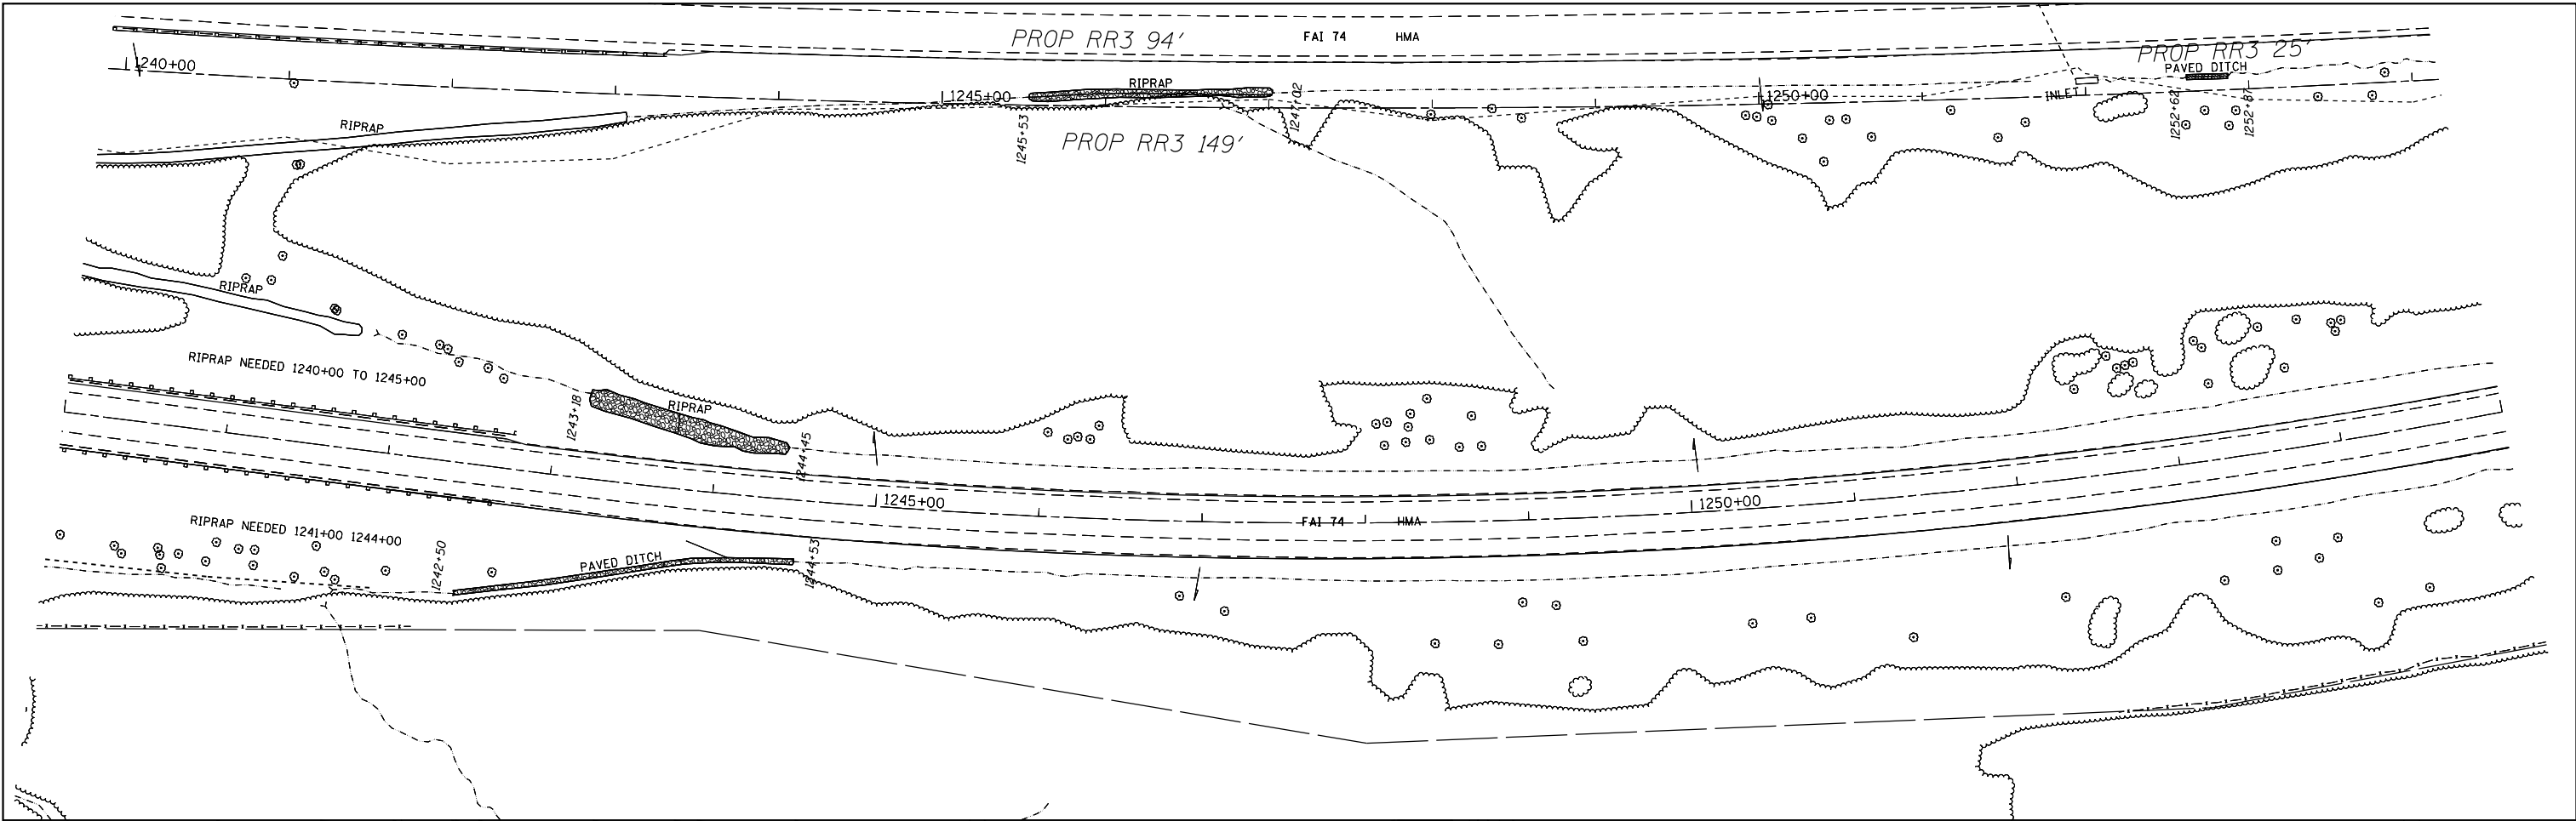 PROP RR3 94'
FAI 74 HMA
PROP RR3 25'
1240+00
PAVED DITCH
RIPRAP
1245+00
1250+00
INLET
1245+53
1247+02
1252+62
1252+87
RIPRAP
PROP RR3 149'
RIPRAP
RIPRAP NEEDED 1240+00 TO 1245+00
1243+18
RIPRAP
1244+45
1245+00
1250+00
FAI 74 HMA
RIPRAP NEEDED 1241+00 1244+00
1242+50
PAVED DITCH
1244+53